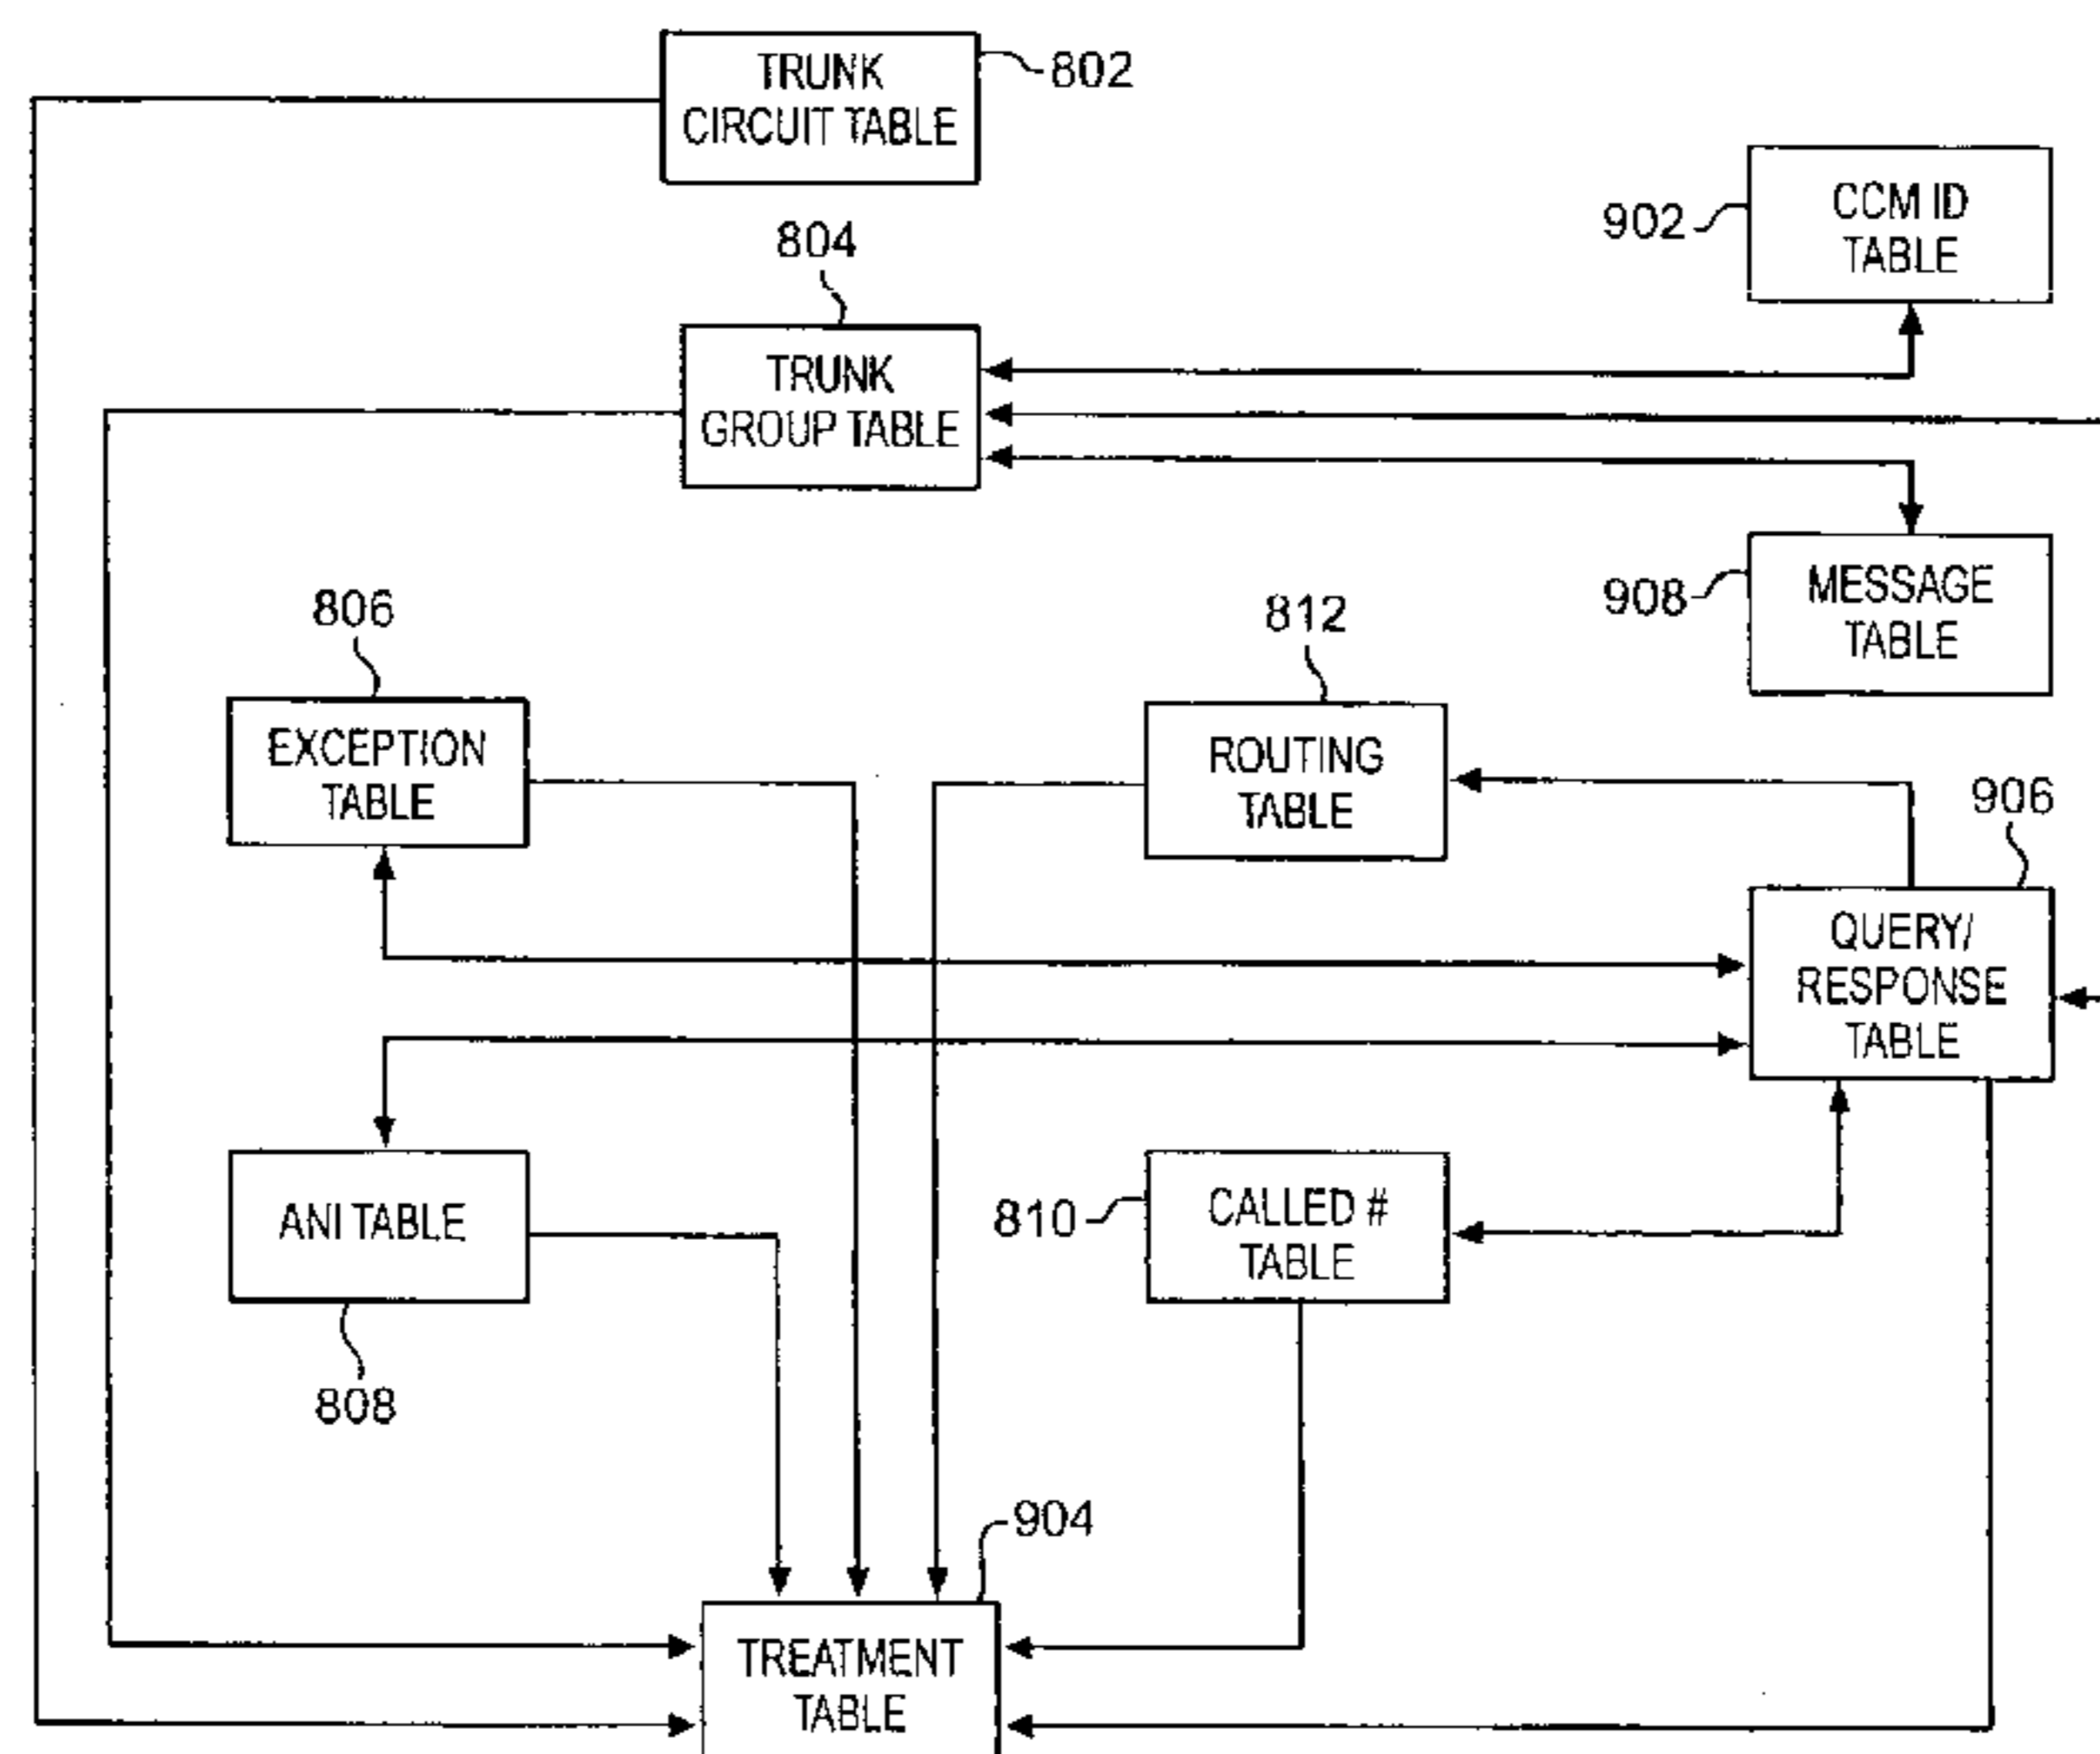 TRUNK
CIRCUIT TABLE
802
902
CCM ID
TABLE
804
TRUNK
GROUP TABLE
908
MESSAGE
TABLE
806
EXCEPTION
TABLE
812
ROUTING
TABLE
906
QUERY/
RESPONSE
TABLE
ANI TABLE
808
810
CALLED #
TABLE
904
TREATMENT
TABLE